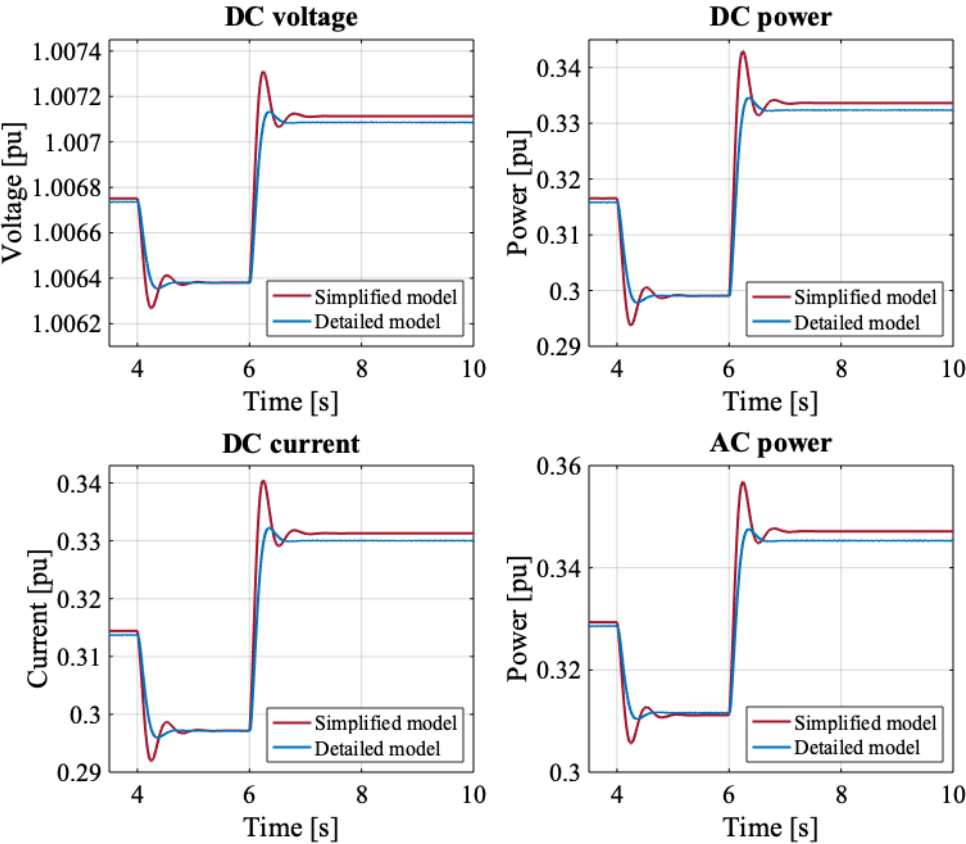 DC voltage
1.0074
1.0072
1.007
1.0068
1.0066
1.0064
1.0062
Voltage [pu]
Simplified model
Detailed model
4 6 8 10
Time [s]
DC power
0.34
0.33
0.32
0.31
0.3
0.29
Power [pu]
Simplified model
Detailed model
4 6 8 10
Time [s]
DC current
0.34
0.33
0.32
0.31
0.3
0.29
Current [pu]
Simplified model
Detailed model
4 6 8 10
Time [s]
AC power
0.36
0.34
0.32
0.3
Power [pu]
Simplified model
Detailed model
4 6 8 10
Time [s]